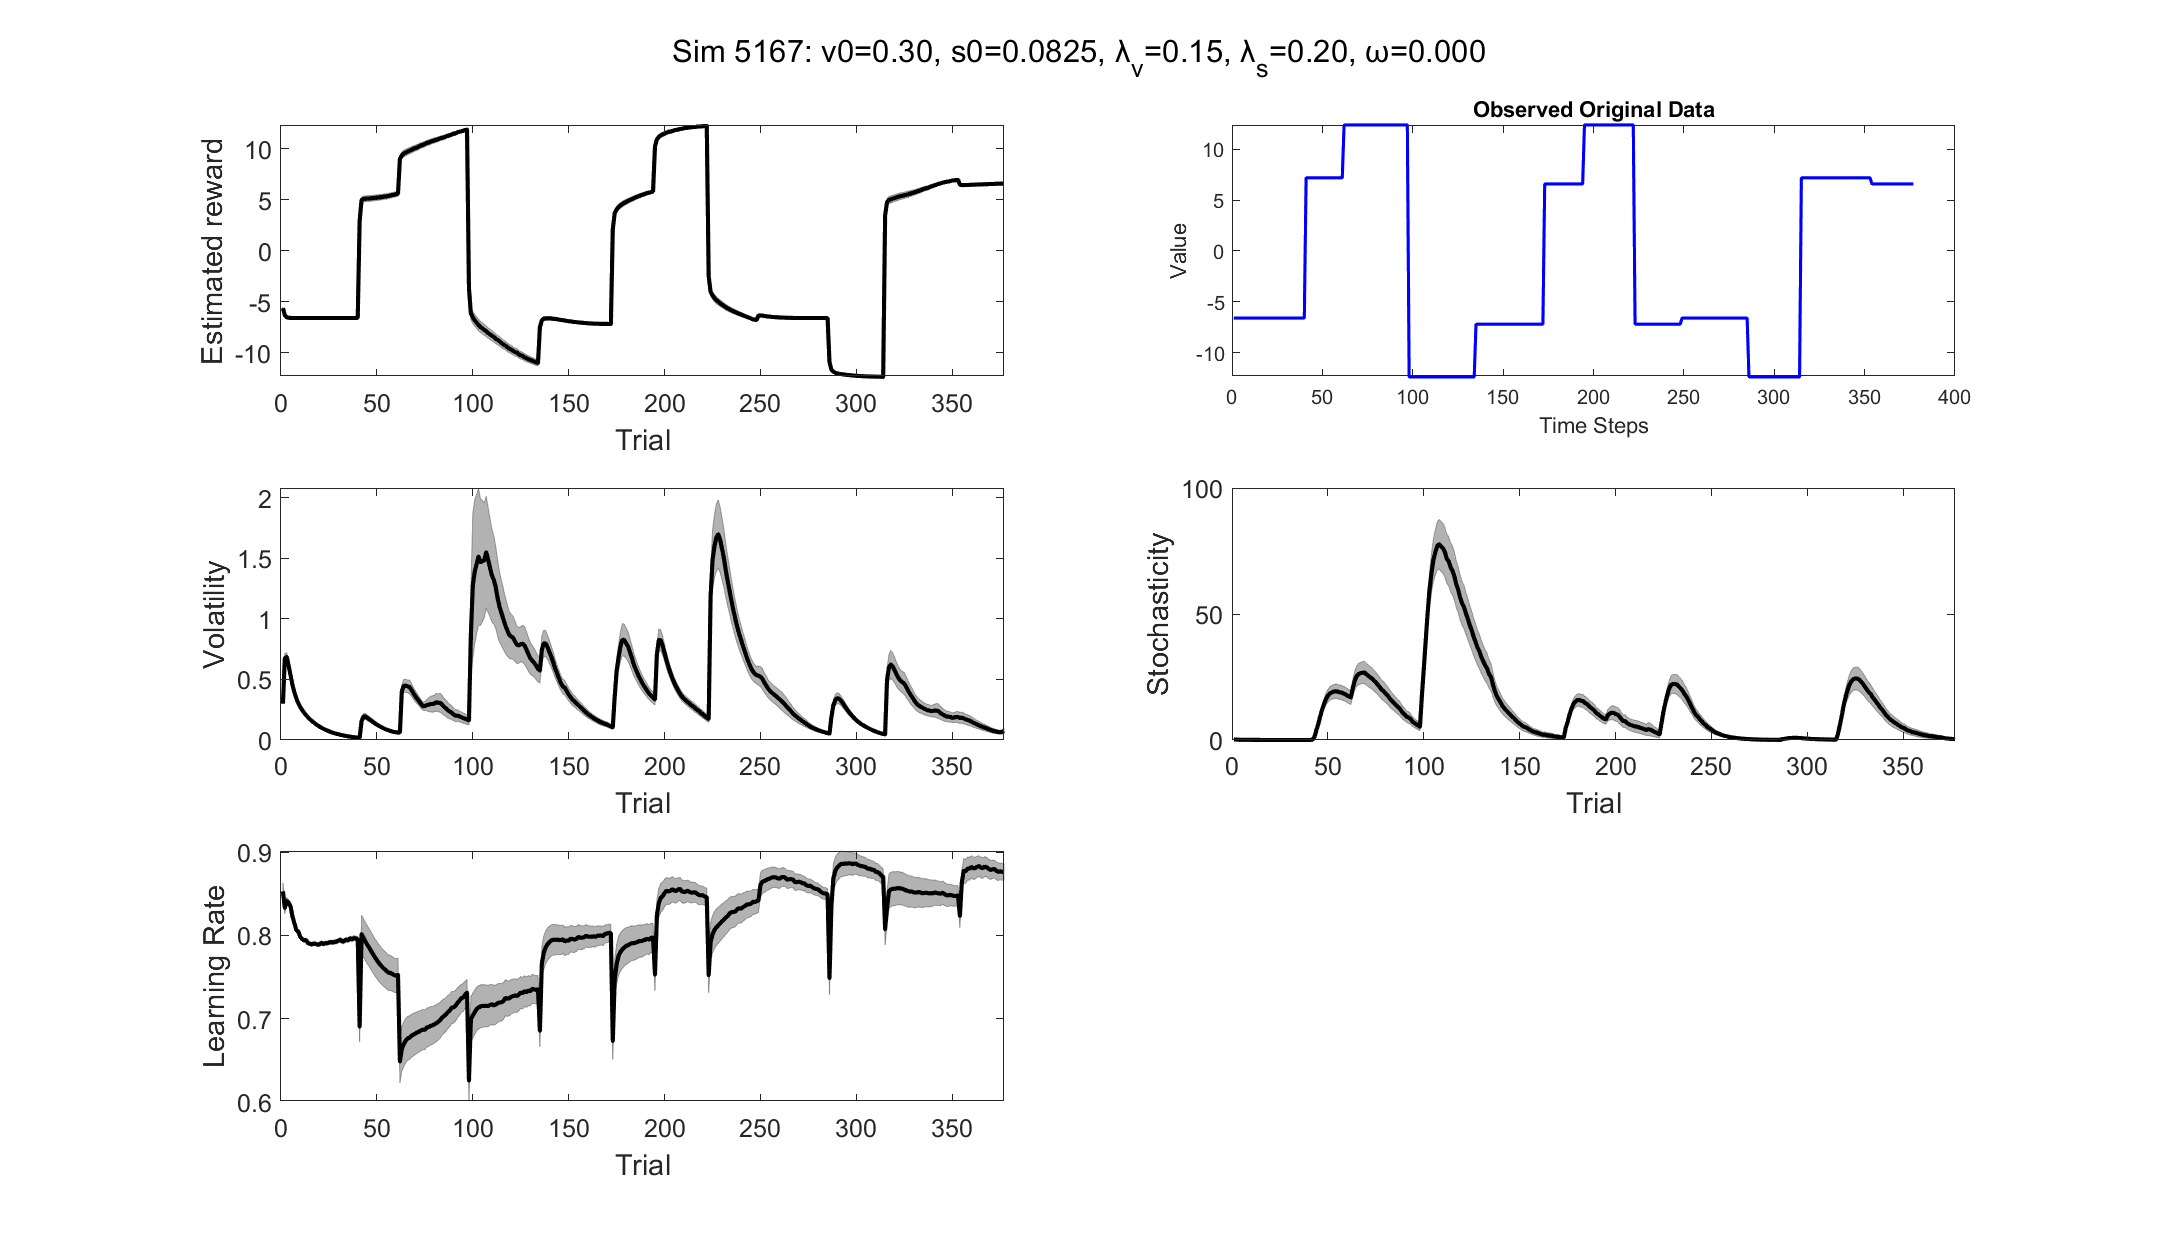 Sim 5167: v0=0.30, s0=0.0825, λ_v=0.15, λ_s=0.20, ω=0.000
Estimated reward
10
5
0
-5
-10
0 50 100 150 200 250 300 350
Trial
Observed Original Data
Value
10
5
0
-5
-10
0 50 100 150 200 250 300 350 400
Time Steps
Volatility
2
1.5
1
0.5
0
0 50 100 150 200 250 300 350
Trial
Stochasticity
100
50
0
0 50 100 150 200 250 300 350
Trial
Learning Rate
0.9
0.8
0.7
0.6
0 50 100 150 200 250 300 350
Trial